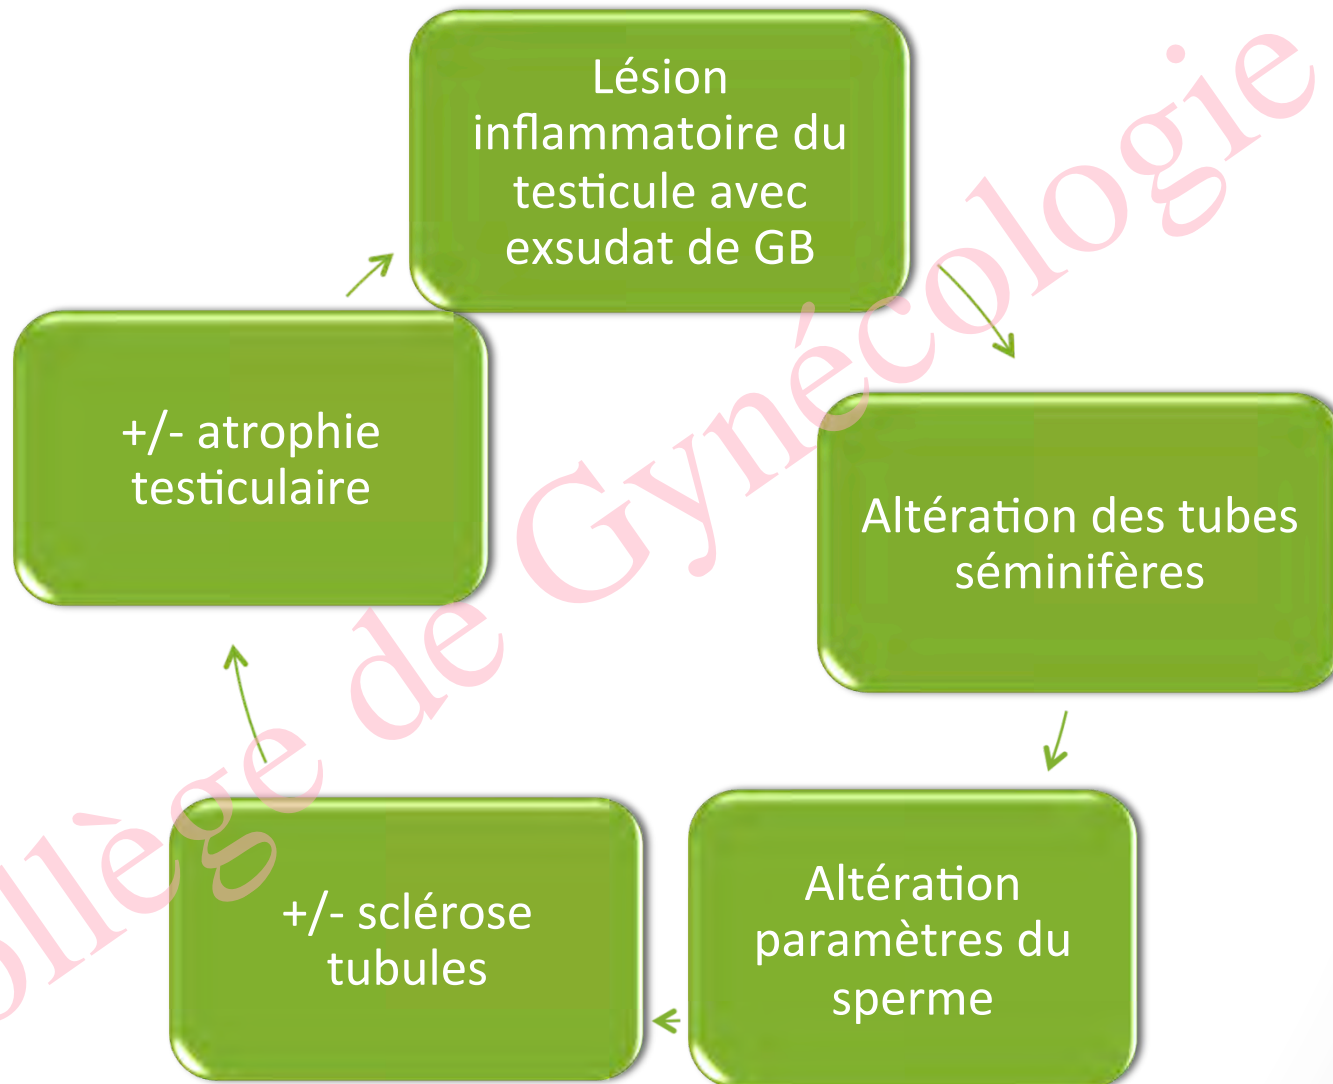 Lésion
inflammatoire du
testicule avec
exsudat de GB
Altération des tubes
séminifères
Altération
paramètres du
sperme
+/- sclérose
tubules
+/- atrophie
testiculaire
ollège de Gynécologie